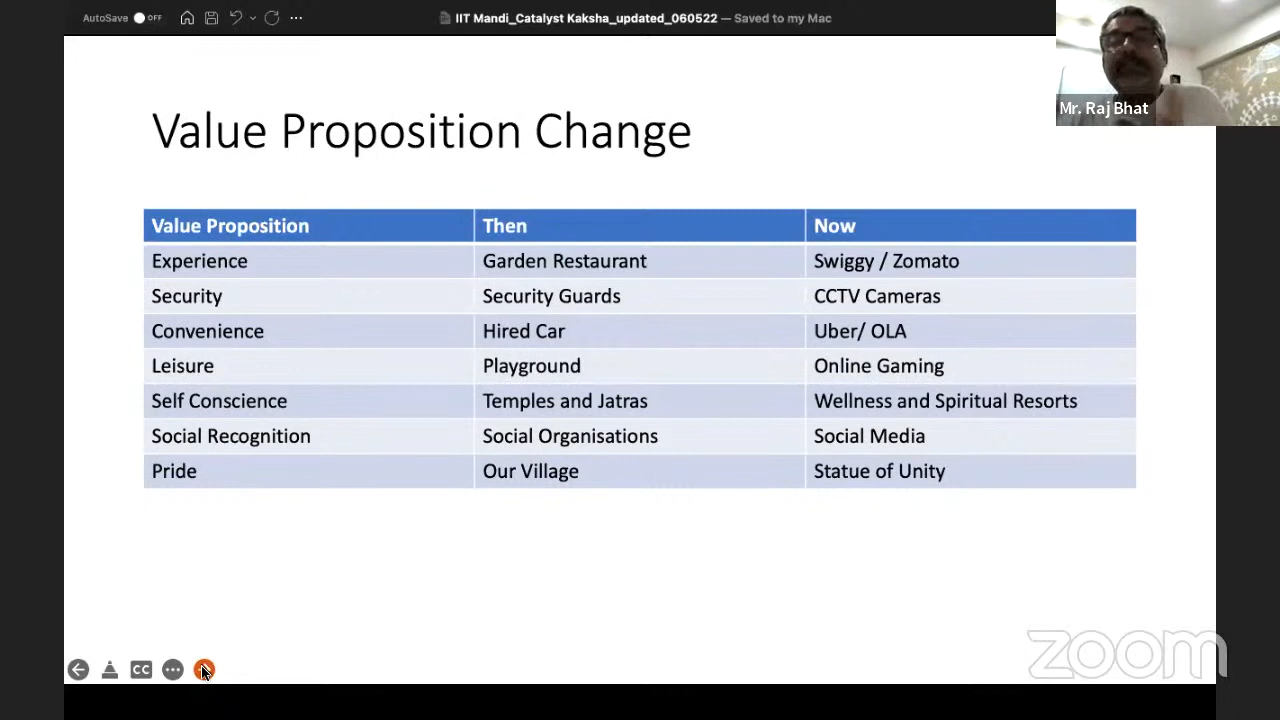 AutoSave OFF
IIT Mandi_Catalyst Kaksha_updated_060522 — Saved to my Mac
Mr. Raj Bhat
Value Proposition Change
Value Proposition Then Now
Experience Garden Restaurant Swiggy / Zomato
Security Security Guards CCTV Cameras
Convenience Hired Car Uber/ OLA
Leisure Playground Online Gaming
Self Conscience Temples and Jatras Wellness and Spiritual Resorts
Social Recognition Social Organisations Social Media
Pride Our Village Statue of Unity
CC
zoom